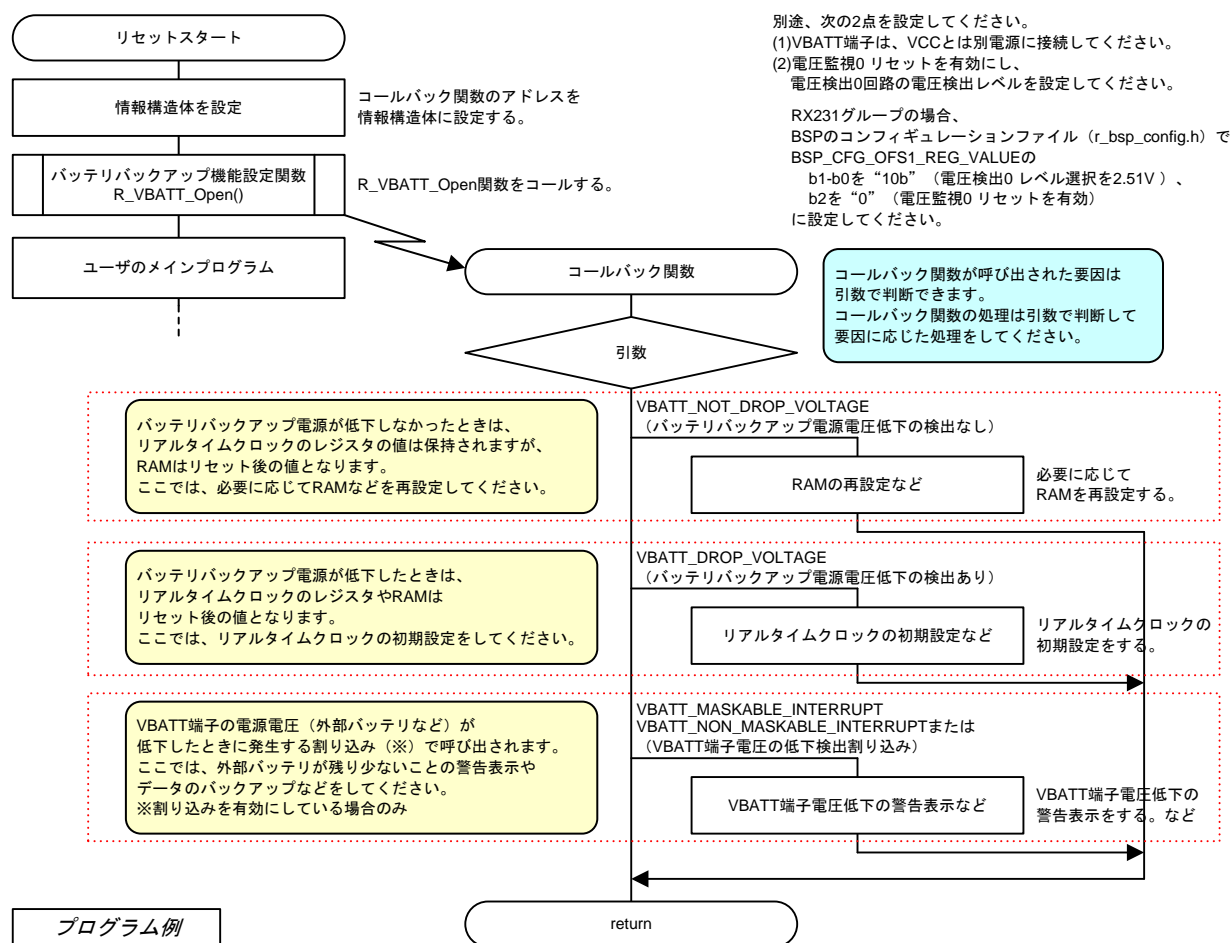 リセットスタート
情報構造体を設定
コールバック関数のアドレスを
情報構造体に設定する。
バッテリバックアップ機能設定関数
R_VBATT_Open()
R_VBATT_Open関数をコールする。
ユーザのメインプログラム
別途、次の2点を設定してください。
(1)VBATT端子は、VCCとは別電源に接続してください。
(2)電圧監視0 リセットを有効にし、
電圧検出0回路の電圧検出レベルを設定してください。
RX231グループの場合、
BSPのコンフィギュレーションファイル（r_bsp_config.h）で
BSP_CFG_OFS1_REG_VALUEの
b1-b0を“10b”（電圧検出0 レベル選択を2.51V ）、
b2を“0”（電圧監視0 リセットを有効）
に設定してください。
コールバック関数
コールバック関数が呼び出された要因は
引数で判断できます。
コールバック関数の処理は引数で判断して
要因に応じた処理をしてください。
引数
バッテリバックアップ電源が低下しなかったときは、
リアルタイムクロックのレジスタの値は保持されますが、
RAMはリセット後の値となります。
ここでは、必要に応じてRAMなどを再設定してください。
VBATT_NOT_DROP_VOLTAGE
（バッテリバックアップ電源電圧低下の検出なし）
RAMの再設定など
必要に応じて
RAMを再設定する。
バッテリバックアップ電源が低下したときは、
リアルタイムクロックのレジスタやRAMは
リセット後の値となります。
ここでは、リアルタイムクロックの初期設定をしてください。
VBATT_DROP_VOLTAGE
（バッテリバックアップ電源電圧低下の検出あり）
リアルタイムクロックの初期設定など
リアルタイムクロックの
初期設定をする。
VBATT端子の電源電圧（外部バッテリなど）が
低下したときに発生する割り込み（※）で呼び出されます。
ここでは、外部バッテリが残り少ないことの警告表示や
データのバックアップなどをしてください。
※割り込みを有効にしている場合のみ
VBATT_MASKABLE_INTERRUPT
VBATT_NON_MASKABLE_INTERRUPTまたは
（VBATT端子電圧の低下検出割り込み）
VBATT端子電圧低下の警告表示など
VBATT端子電圧低下の
警告表示をする。など
return
プログラム例